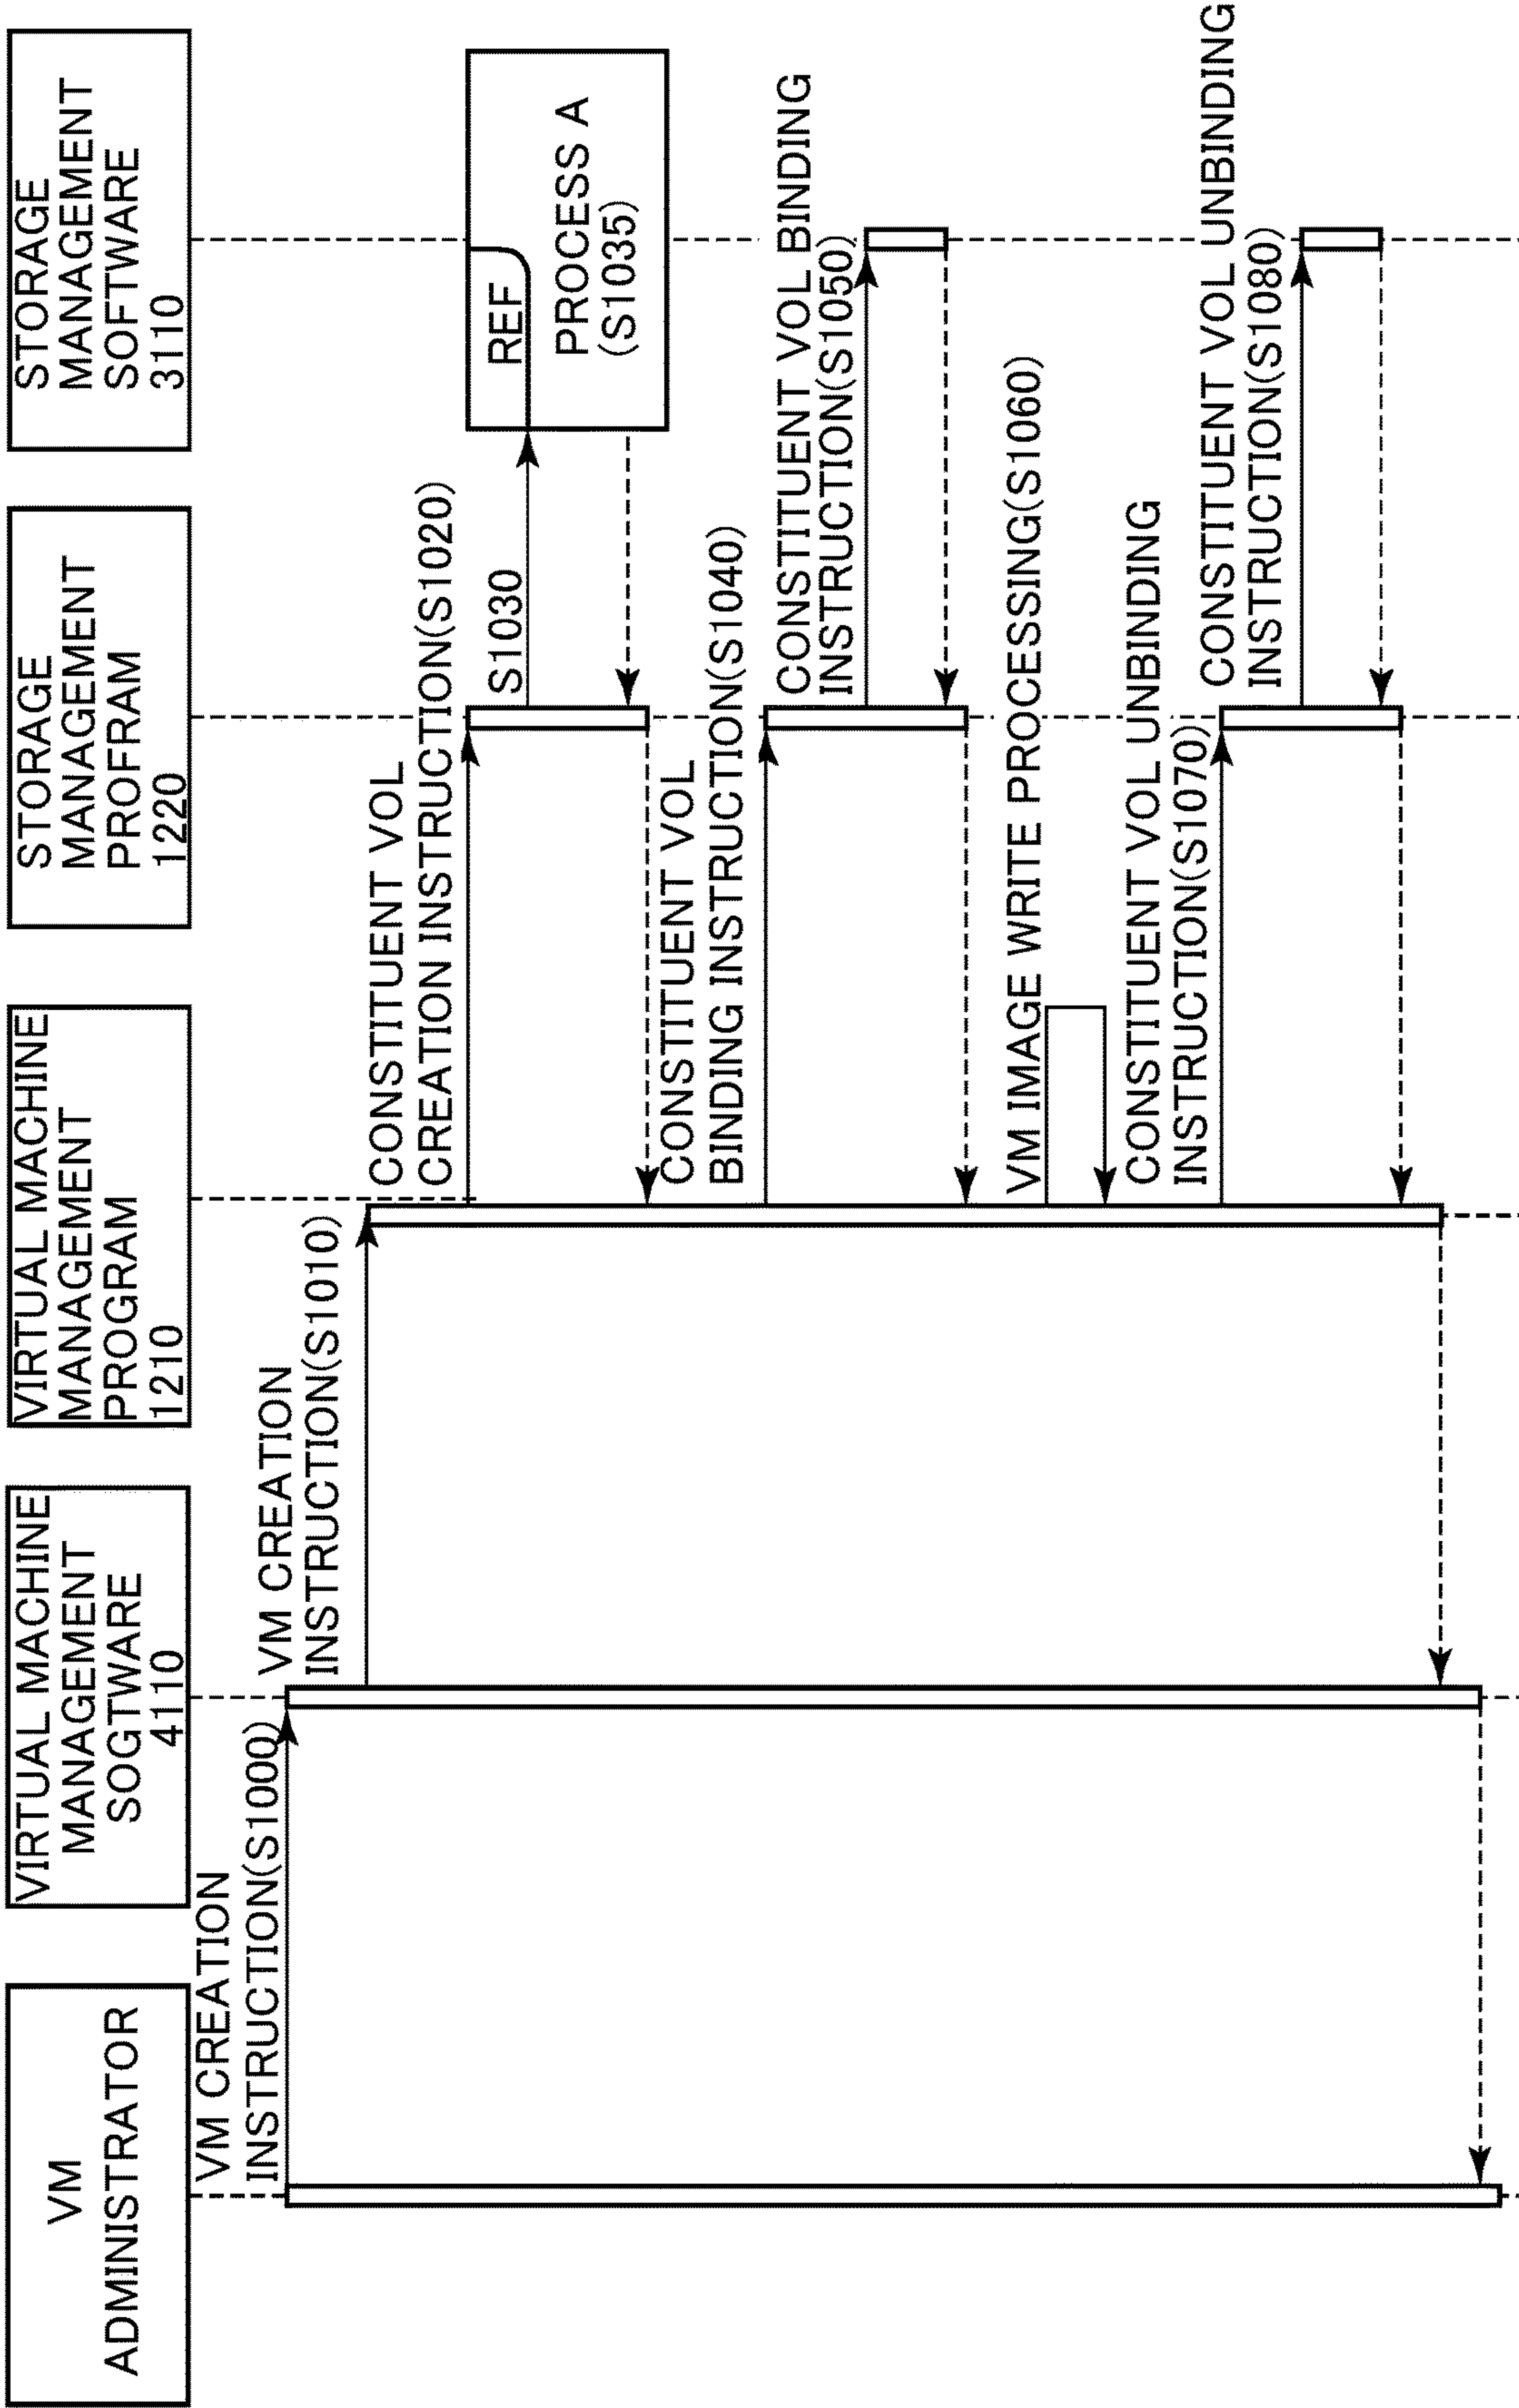 VM
ADMINISTRATOR
VIRTUAL MACHINE
MANAGEMENT
SOGTWARE
4110
VIRTUAL MACHINE
MANAGEMENT
PROGRAM
1210
STORAGE
MANAGEMENT
PROFRAM
1220
STORAGE
MANAGEMENT
SOFTWARE
3110
VM CREATION
INSTRUCTION(S1000)
VM CREATION
INSTRUCTION(S1010)
CONSTITUENT VOL
CREATION INSTRUCTION(S1020)
S1030
REF
PROCESS A
(S1035)
CONSTITUENT VOL
BINDING INSTRUCTION(S1040)
CONSTITUENT VOL BINDING
INSTRUCTION(S1050)
VM IMAGE WRITE PROCESSING(S1060)
CONSTITUENT VOL UNBINDING
INSTRUCTION(S1070)
CONSTITUENT VOL UNBINDING
INSTRUCTION(S1080)